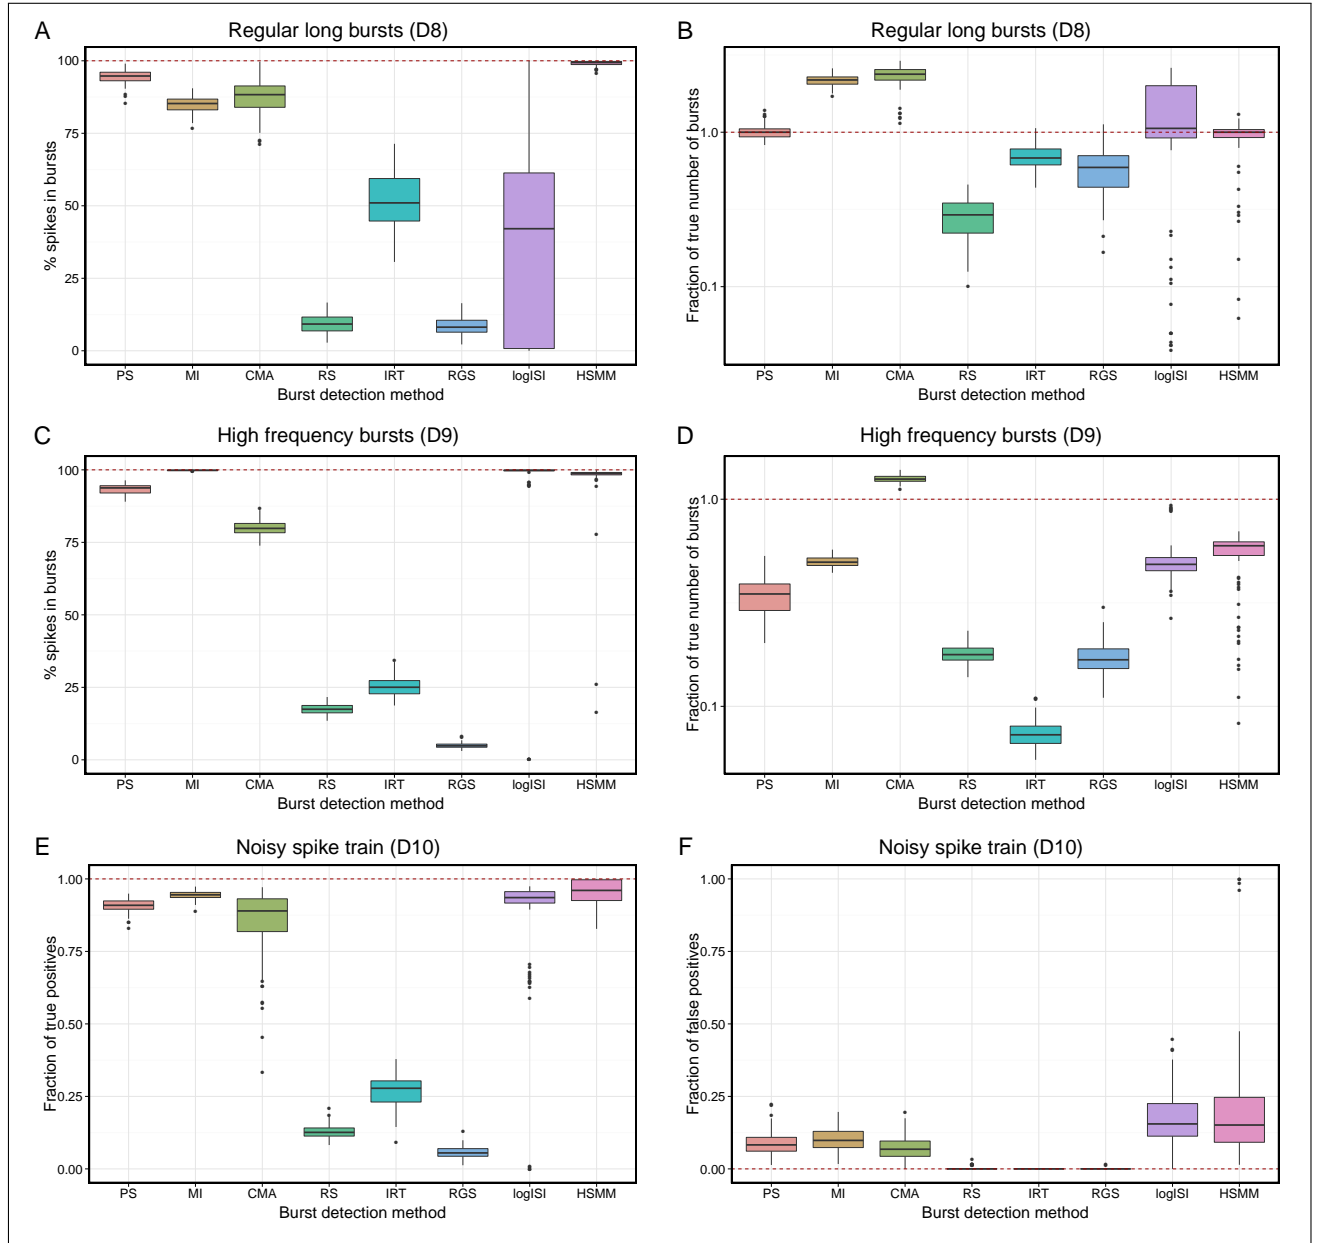 A
Regular long bursts (D8)
% spikes in bursts
100
75
50
25
0
PS MI CMA RS IRT RGS logISI HSMM
Burst detection method
B
Regular long bursts (D8)
Fraction of true number of bursts
1.0
0.1
PS MI CMA RS IRT RGS logISI HSMM
Burst detection method
C
High frequency bursts (D9)
% spikes in bursts
100
75
50
25
0
PS MI CMA RS IRT RGS logISI HSMM
Burst detection method
D
High frequency bursts (D9)
Fraction of true number of bursts
1.0
0.1
PS MI CMA RS IRT RGS logISI HSMM
Burst detection method
E
Noisy spike train (D10)
Fraction of true positives
1.00
0.75
0.50
0.25
0.00
PS MI CMA RS IRT RGS logISI HSMM
Burst detection method
F
Noisy spike train (D10)
Fraction of false positives
1.00
0.75
0.50
0.25
0.00
PS MI CMA RS IRT RGS logISI HSMM
Burst detection method